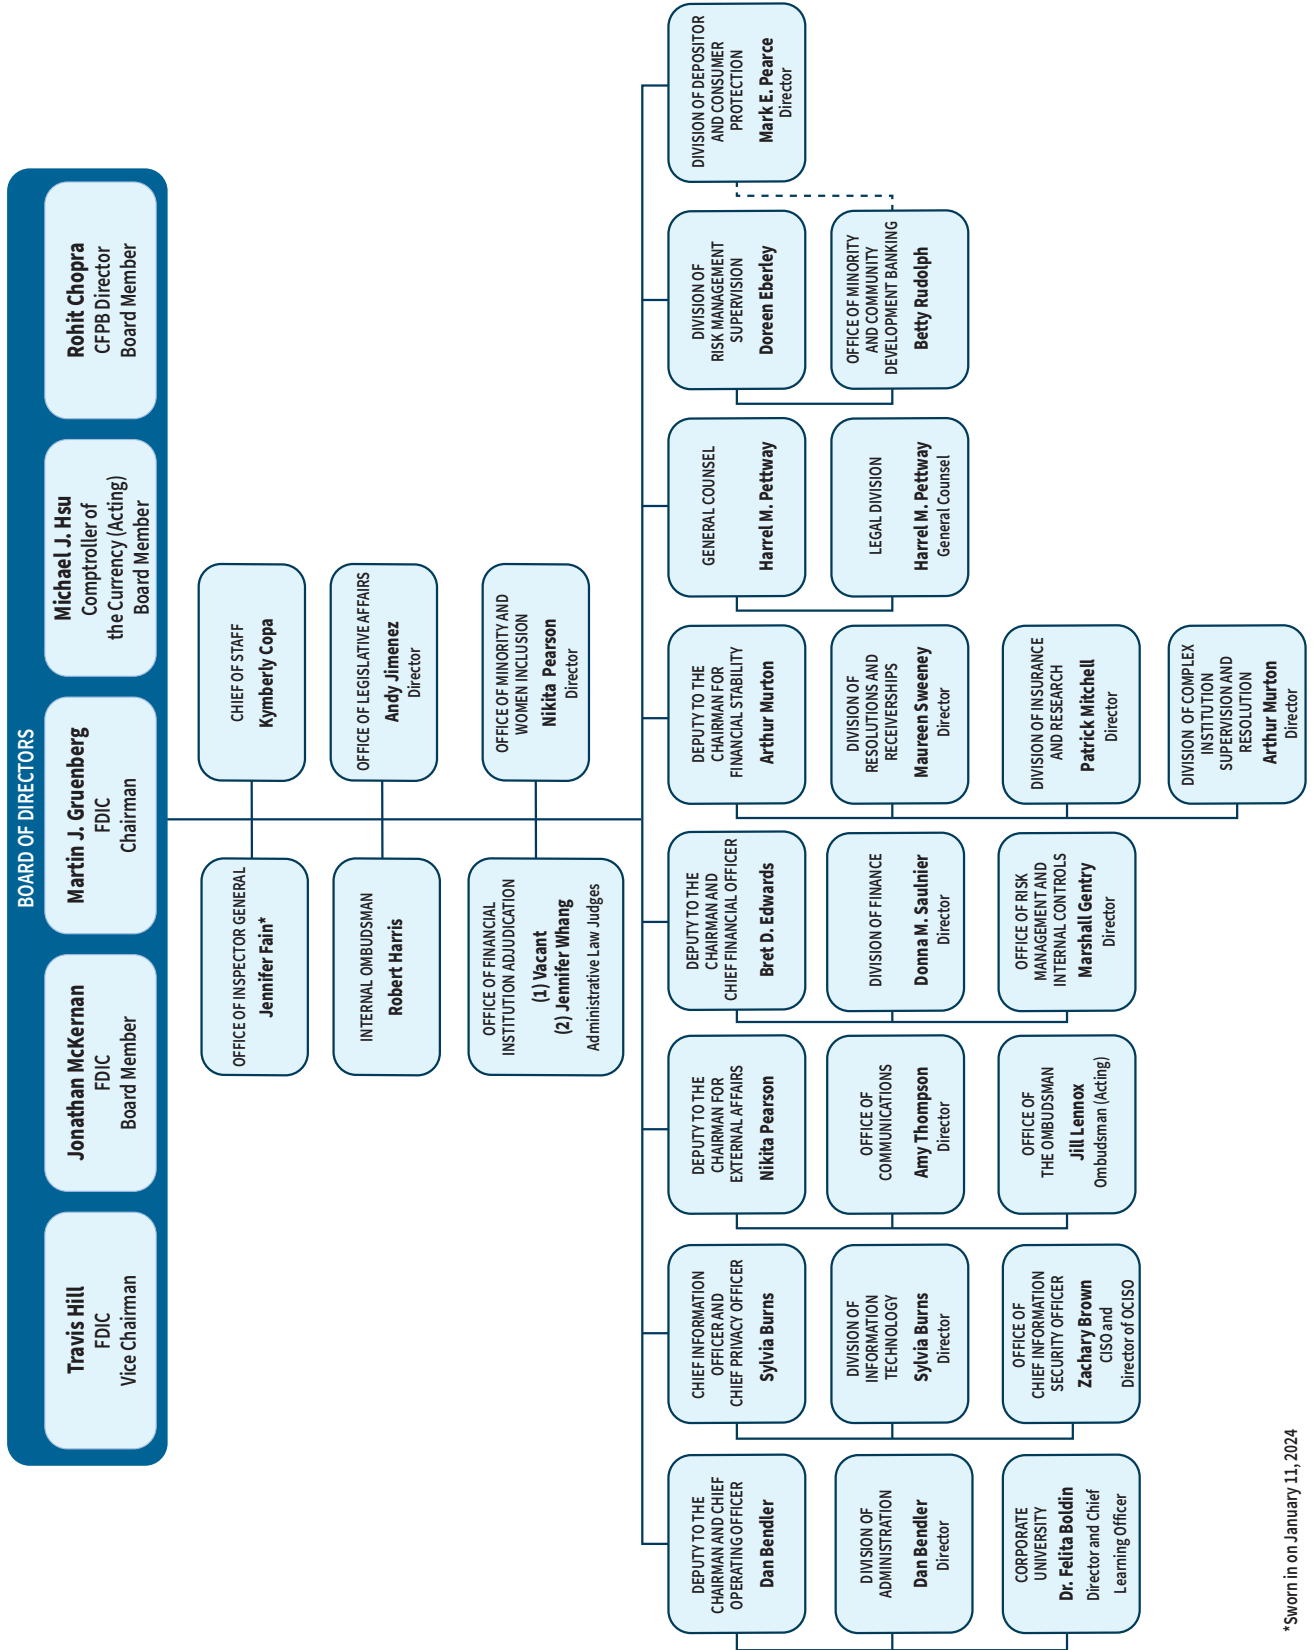 BOARD OF DIRECTORS
Travis Hill
FDIC
Vice Chairman
Jonathan McKernan
FDIC
Board Member
Martin J. Gruenberg
FDIC
Chairman
Michael J. Hsu
Comptroller of
the Currency (Acting)
Board Member
Rohit Chopra
CFPB Director
Board Member
OFFICE OF INSPECTOR GENERAL
Jennifer Fain*
CHIEF OF STAFF
Kymberly Copa
INTERNAL OMBUDSMAN
Robert Harris
OFFICE OF LEGISLATIVE AFFAIRS
Andy Jimenez
Director
OFFICE OF FINANCIAL
INSTITUTION ADJUDICATION
(1) Vacant
(2) Jennifer Whang
Administrative Law Judges
OFFICE OF MINORITY AND
WOMEN INCLUSION
Nikita Pearson
Director
DEPUTY TO THE
CHAIRMAN AND CHIEF
OPERATING OFFICER
Dan Bendler
DIVISION OF
ADMINISTRATION
Dan Bendler
Director
CORPORATE
UNIVERSITY
Dr. Felita Boldin
Director and Chief
Learning Officer
CHIEF INFORMATION
OFFICER AND
CHIEF PRIVACY OFFICER
Sylvia Burns
DIVISION OF
INFORMATION
TECHNOLOGY
Sylvia Burns
Director
OFFICE OF
CHIEF INFORMATION
SECURITY OFFICER
Zachary Brown
CISO and
Director of OCISO
DEPUTY TO THE
CHAIRMAN FOR
EXTERNAL AFFAIRS
Nikita Pearson
OFFICE OF
COMMUNICATIONS
Amy Thompson
Director
OFFICE OF
THE OMBUDSMAN
Jill Lennox
Ombudsman (Acting)
DEPUTY TO THE
CHAIRMAN AND
CHIEF FINANCIAL OFFICER
Bret D. Edwards
DIVISION OF FINANCE
Donna M. Saulnier
Director
OFFICE OF RISK
MANAGEMENT AND
INTERNAL CONTROLS
Marshall Gentry
Director
DEPUTY TO THE
CHAIRMAN FOR
FINANCIAL STABILITY
Arthur Murton
DIVISION OF
RESOLUTIONS AND
RECEIVERSHIPS
Maureen Sweeney
Director
DIVISION OF INSURANCE
AND RESEARCH
Patrick Mitchell
Director
DIVISION OF COMPLEX
INSTITUTION
SUPERVISION AND
RESOLUTION
Arthur Murton
Director
GENERAL COUNSEL
Harrel M. Pettway
LEGAL DIVISION
Harrel M. Pettway
General Counsel
DIVISION OF
RISK MANAGEMENT
SUPERVISION
Doreen Eberley
OFFICE OF MINORITY
AND COMMUNITY
DEVELOPMENT BANKING
Betty Rudolph
DIVISION OF DEPOSITOR
AND CONSUMER
PROTECTION
Mark E. Pearce
Director
*Sworn in on January 11, 2024